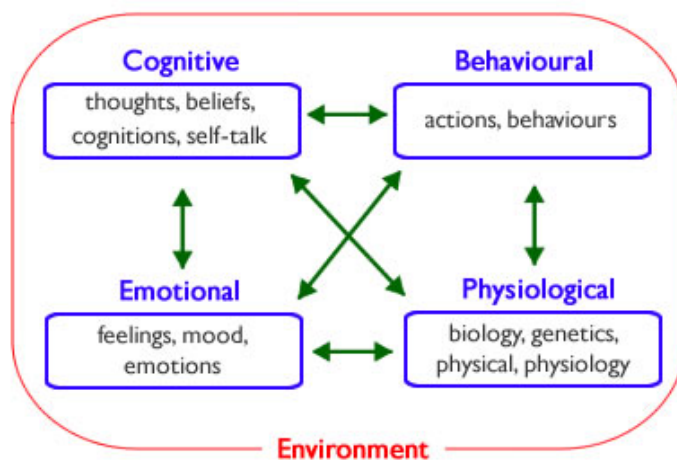 Cognitive
thoughts, beliefs,
cognitions, self-talk
Behavioural
actions, behaviours
Emotional
feelings, mood,
emotions
Physiological
biology, genetics,
physical, physiology
Environment